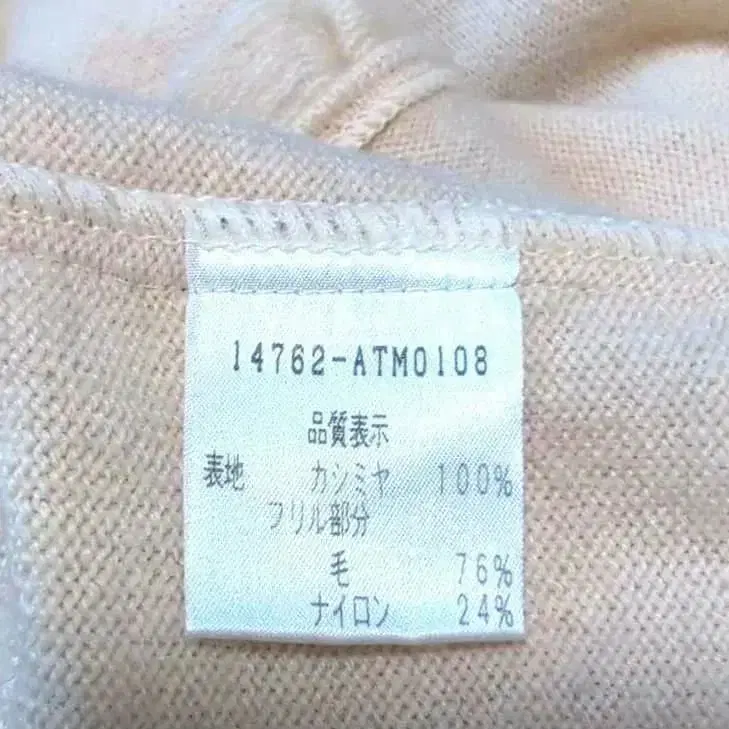 14762-ATM0108
品質表示
表地 カシミヤ 100%
フリル部分
毛 76%
ナイロン 24%